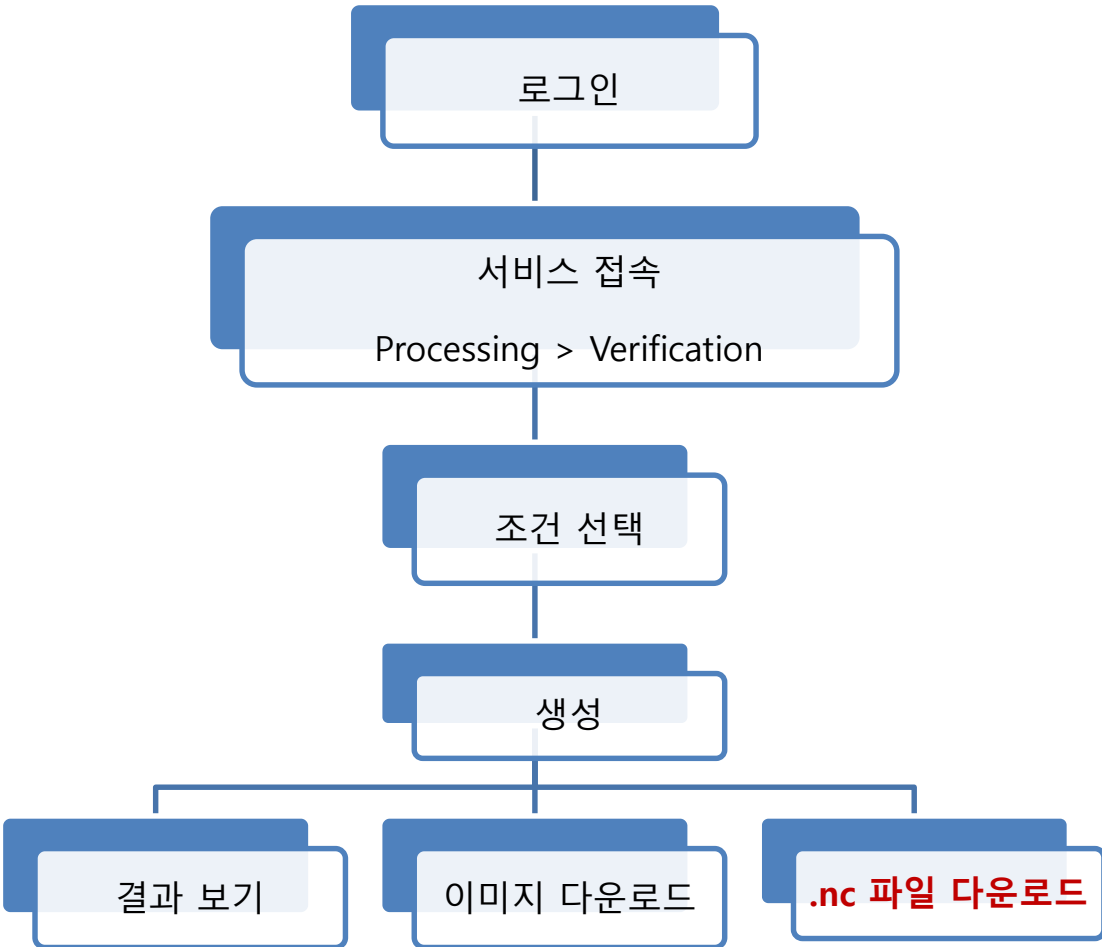 로그인
서비스 접속
Processing > Verification
조건 선택
생성
결과 보기
이미지 다운로드
.nc 파일 다운로드